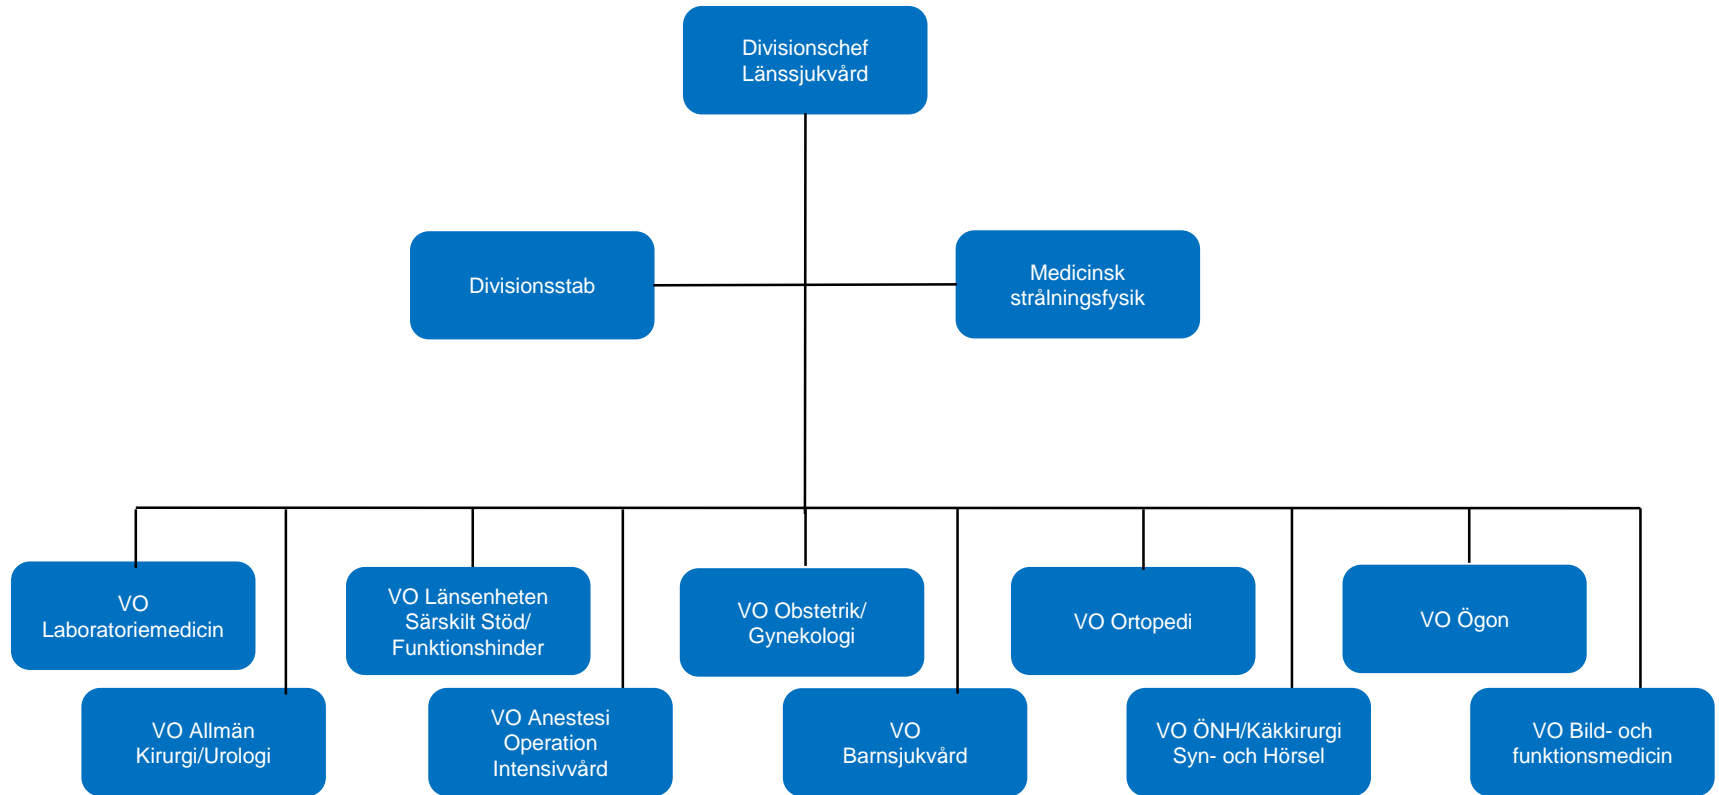 Divisionschef
Länssjukvård
Divisionsstab
Medicinsk
strålningsfysik
VO
Laboratoriemedicin
VO Länsenheten
Särskilt Stöd/
Funktionshinder
VO Obstetrik/
Gynekologi
VO Ortopedi
VO Ögon
VO Allmän
Kirurgi/Urologi
VO Anestesi
Operation
Intensivvård
VO
Barnsjukvård
VO ÖNH/Käkkirurgi
Syn- och Hörsel
VO Bild- och
funktionsmedicin